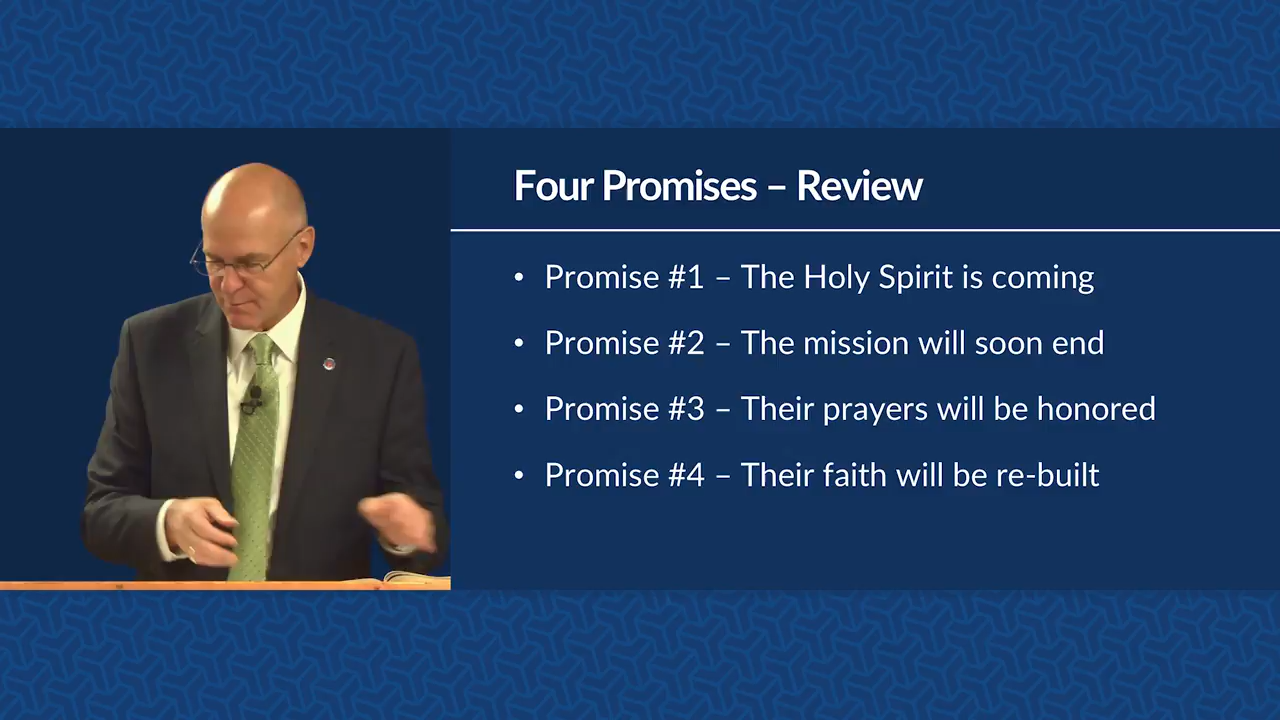 Four Promises – Review
• Promise #1 – The Holy Spirit is coming
• Promise #2 – The mission will soon end
• Promise #3 – Their prayers will be honored
• Promise #4 – Their faith will be re-built